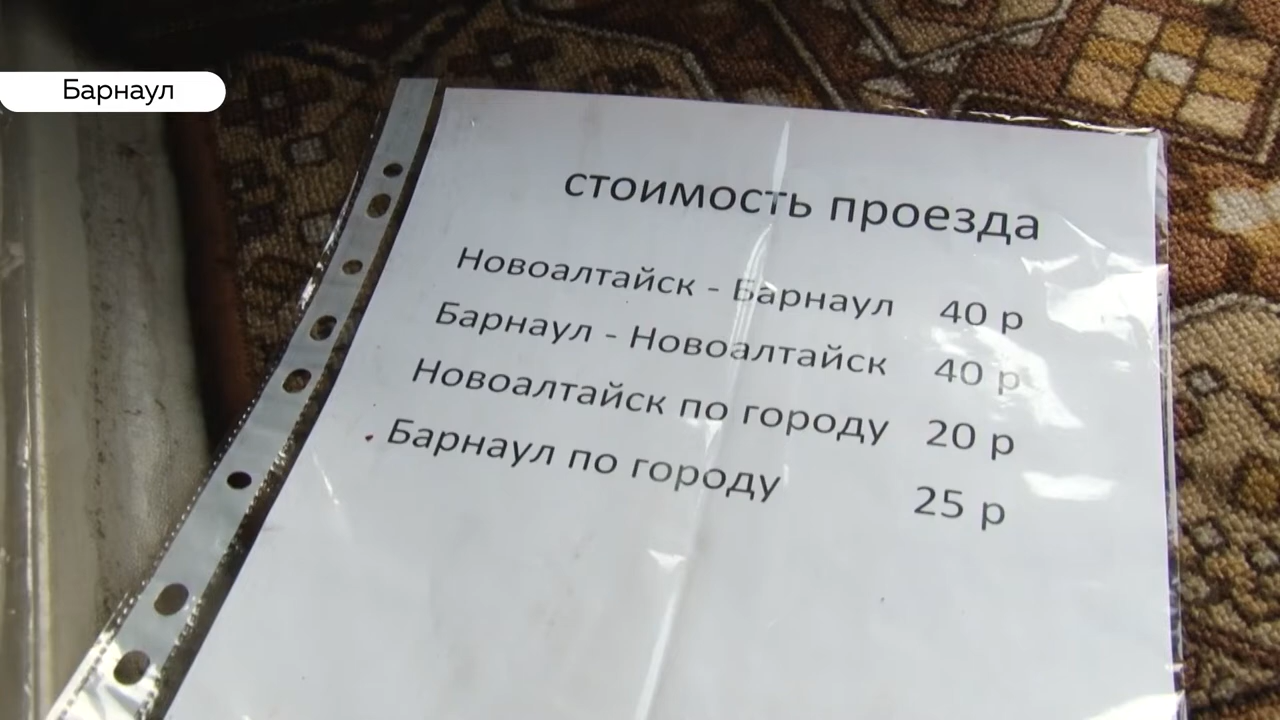 Барнаул
стоимость проезда
Новоалтайск - Барнаул 40 р
Барнаул - Новоалтайск 40 р
Новоалтайск по городу 20 р
Барнаул по городу 25 р